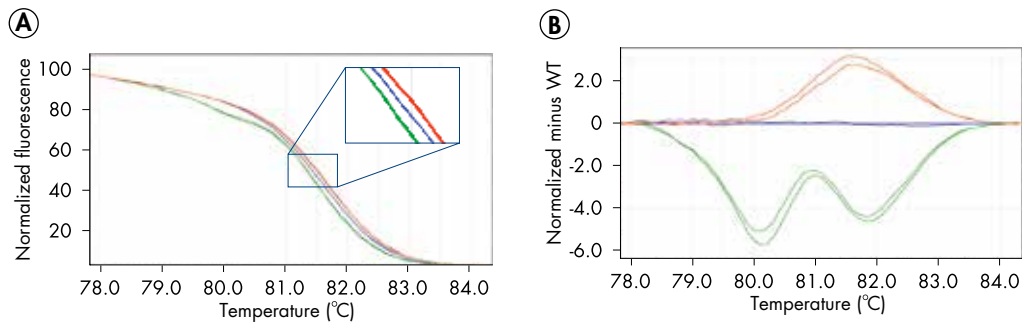 A
Normalized fluorescence
100
80
60
40
20
78.0 79.0 80.0 81.0 82.0 83.0 84.0
Temperature (°C)
B
Normalized minus WT
2.0
0
-2.0
-4.0
-6.0
78.0 79.0 80.0 81.0 82.0 83.0 84.0
Temperature (°C)